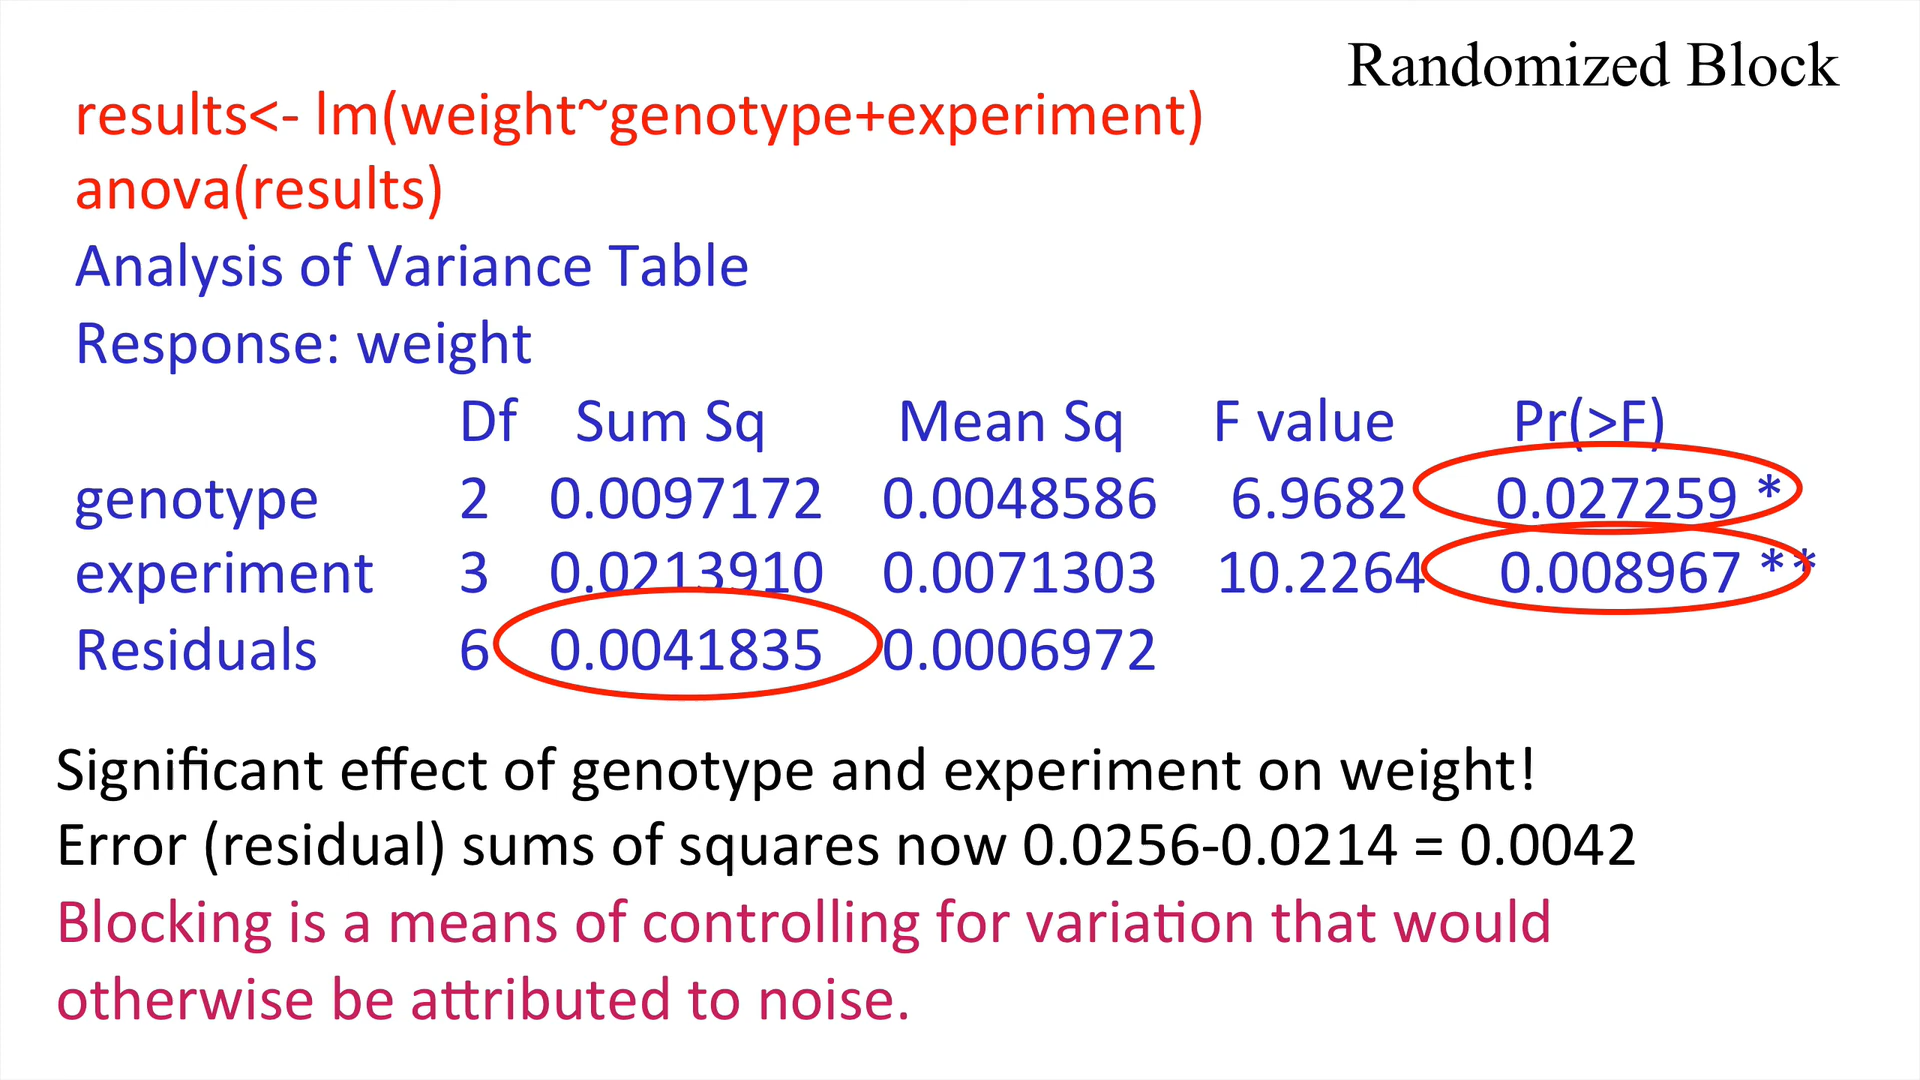 Randomized Block
results<- lm(weight~genotype+experiment)
anova(results)
Analysis of Variance Table
Response: weight
Df Sum Sq Mean Sq F value Pr(>F)
genotype 2 0.0097172 0.0048586 6.9682 0.027259 *
experiment 3 0.0213910 0.0071303 10.2264 0.008967 **
Residuals 6 0.0041835 0.0006972
Significant effect of genotype and experiment on weight!
Error (residual) sums of squares now 0.0256-0.0214 = 0.0042
Blocking is a means of controlling for variation that would
otherwise be attributed to noise.